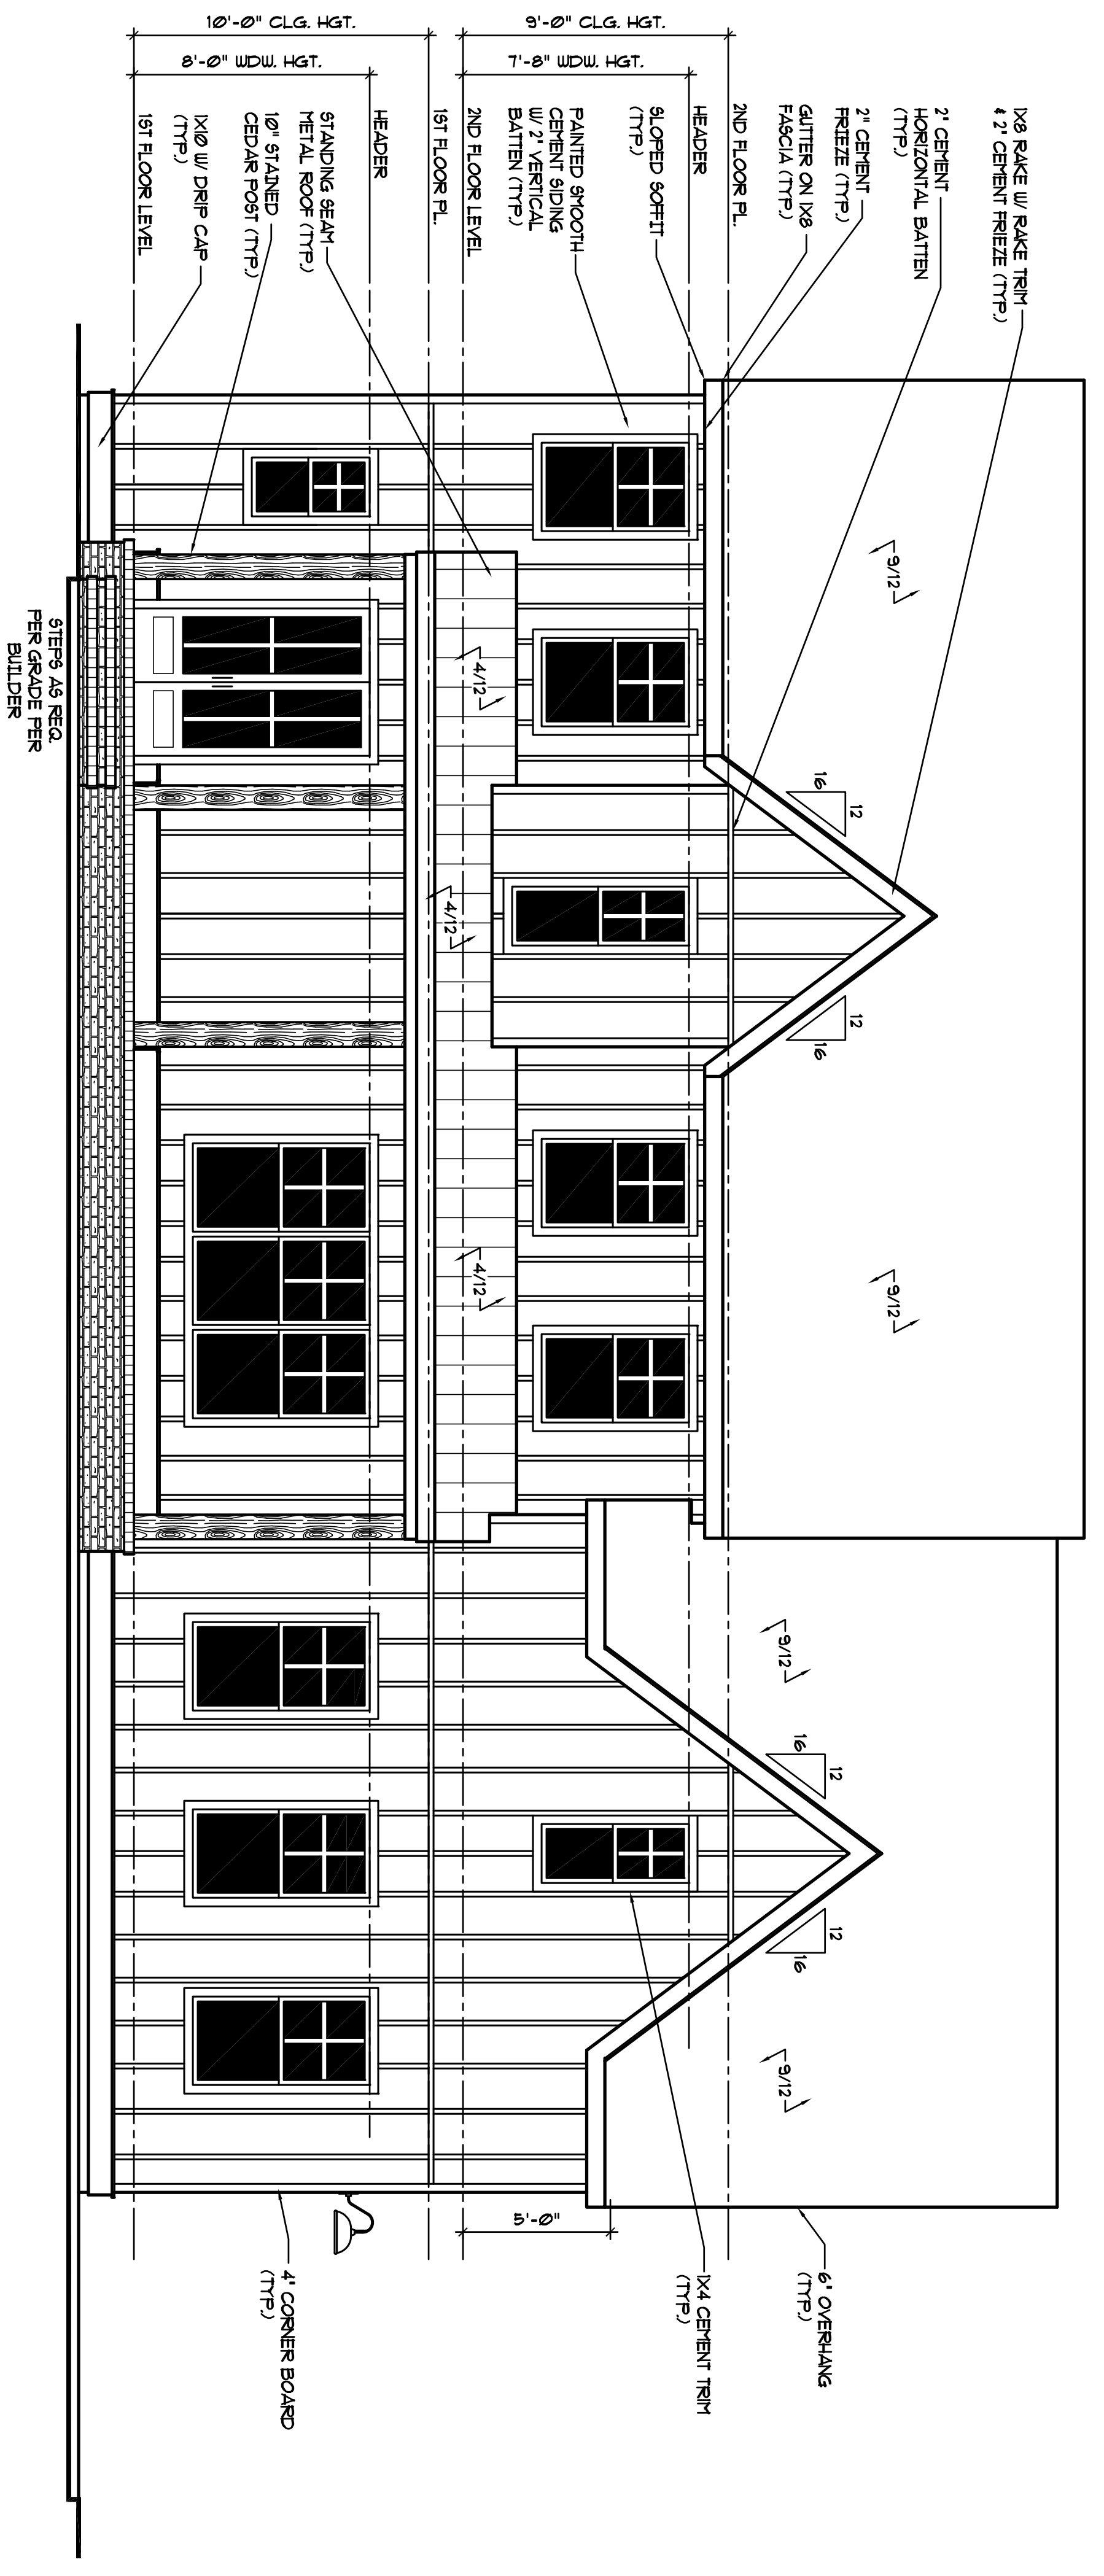 1X8 RAKE W/ RAKE TRIM
& 2" CEMENT FRIEZE (TYP.)
2" CEMENT
HORIZONTAL BATTEN
(TYP.)
2" CEMENT
FRIEZE (TYP.)
GUTTER ON 1X8
FASCIA (TYP.)
2ND FLOOR PL.
HEADER
SLOPED SOFFIT
(TYP.)
PAINTED SMOOTH
CEMENT SIDING
W/ 2" VERTICAL
BATTEN (TYP.)
2ND FLOOR LEVEL
1ST FLOOR PL.
HEADER
STANDING SEAM
METAL ROOF (TYP.)
10" STAINED
CEDAR POST (TYP.)
1X10 W/ DRIP CAP
(TYP.)
1ST FLOOR LEVEL
9'-0" CLG. HGT.
7'-8" WDW. HGT.
10'-0" CLG. HGT.
8'-0" WDW. HGT.
9/12
9/12
12
16
12
16
9/12
12
16
12
16
9/12
4/12
4/12
4/12
6" OVERHANG
(TYP.)
1X4 CEMENT TRIM
(TYP.)
5'-0"
4" CORNER BOARD
(TYP.)
STEPS AS REQ.
PER GRADE PER
BUILDER